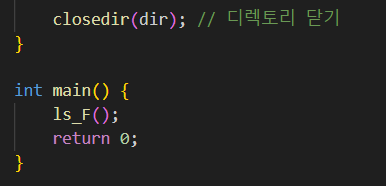 closedir(dir); // 디렉토리 닫기
}
int main() {
ls_F();
return 0;
}